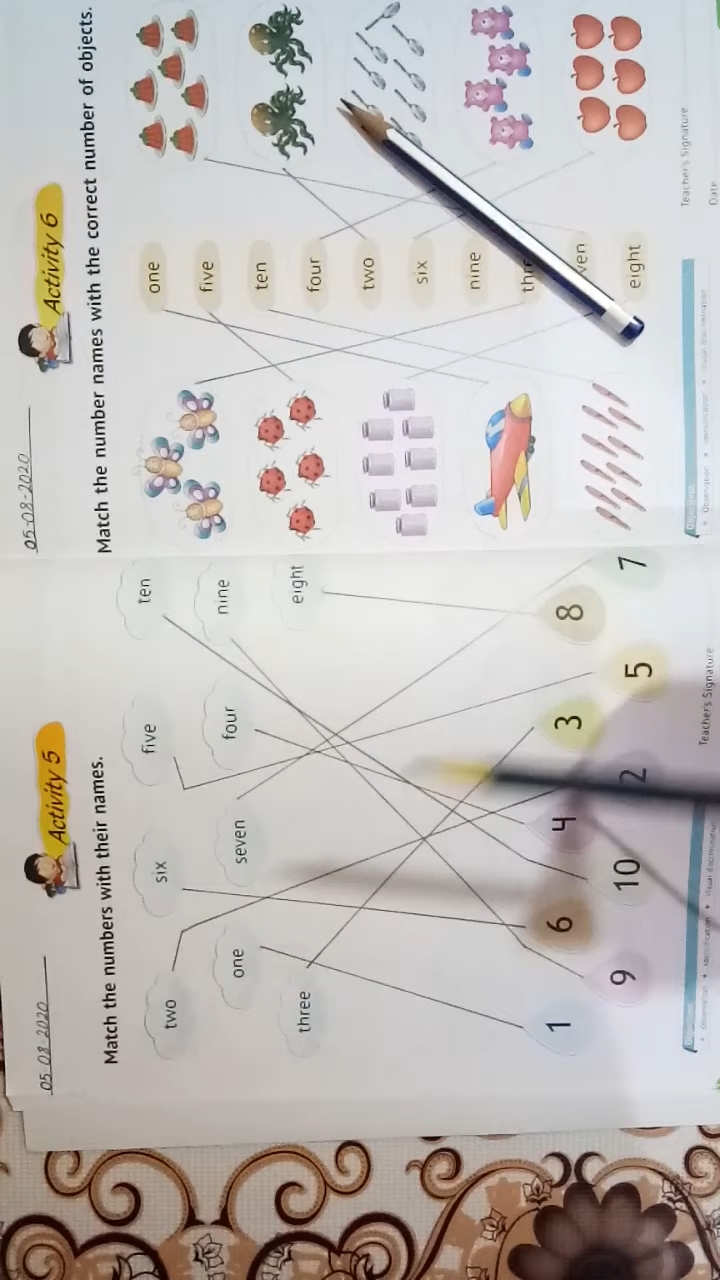 05-08-2020
Activity 5
Match the numbers with their names.
two
six
five
ten
one
seven
four
nine
three
eight
1
6
4
3
8
9
10
2
5
7
Teacher's Signature
05-08-2020
Activity 6
Match the number names with the correct number of objects.
one
five
ten
four
two
six
nine
eight
Teacher's Signature
Date